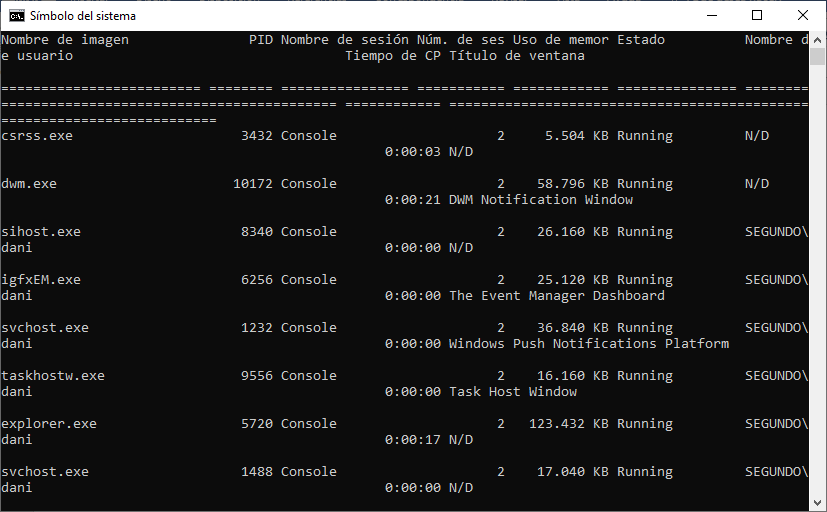 Símbolo del sistema
Nombre de imagen               PID Nombre de sesión Núm. de ses Uso de memor Estado          Nombre d
e usuario                                  Tiempo de CP Título de ventana
========================= ======== ================ =========== ============ =============== ========
========================================== ============ =============================================
===========================
csrss.exe                     3432 Console                    2     5.504 KB Running         N/D
                                                0:00:03 N/D
dwm.exe                      10172 Console                    2    58.796 KB Running         N/D
                                                0:00:21 DWM Notification Window
sihost.exe                    8340 Console                    2    26.160 KB Running         SEGUNDO\
dani                                            0:00:00 N/D
igfxEM.exe                    6256 Console                    2    25.120 KB Running         SEGUNDO\
dani                                            0:00:00 The Event Manager Dashboard
svchost.exe                   1232 Console                    2    36.840 KB Running         SEGUNDO\
dani                                            0:00:00 Windows Push Notifications Platform
taskhostw.exe                 9556 Console                    2    16.160 KB Running         SEGUNDO\
dani                                            0:00:00 Task Host Window
explorer.exe                  5720 Console                    2   123.432 KB Running         SEGUNDO\
dani                                            0:00:17 N/D
svchost.exe                   1488 Console                    2    17.040 KB Running         SEGUNDO\
dani                                            0:00:00 N/D